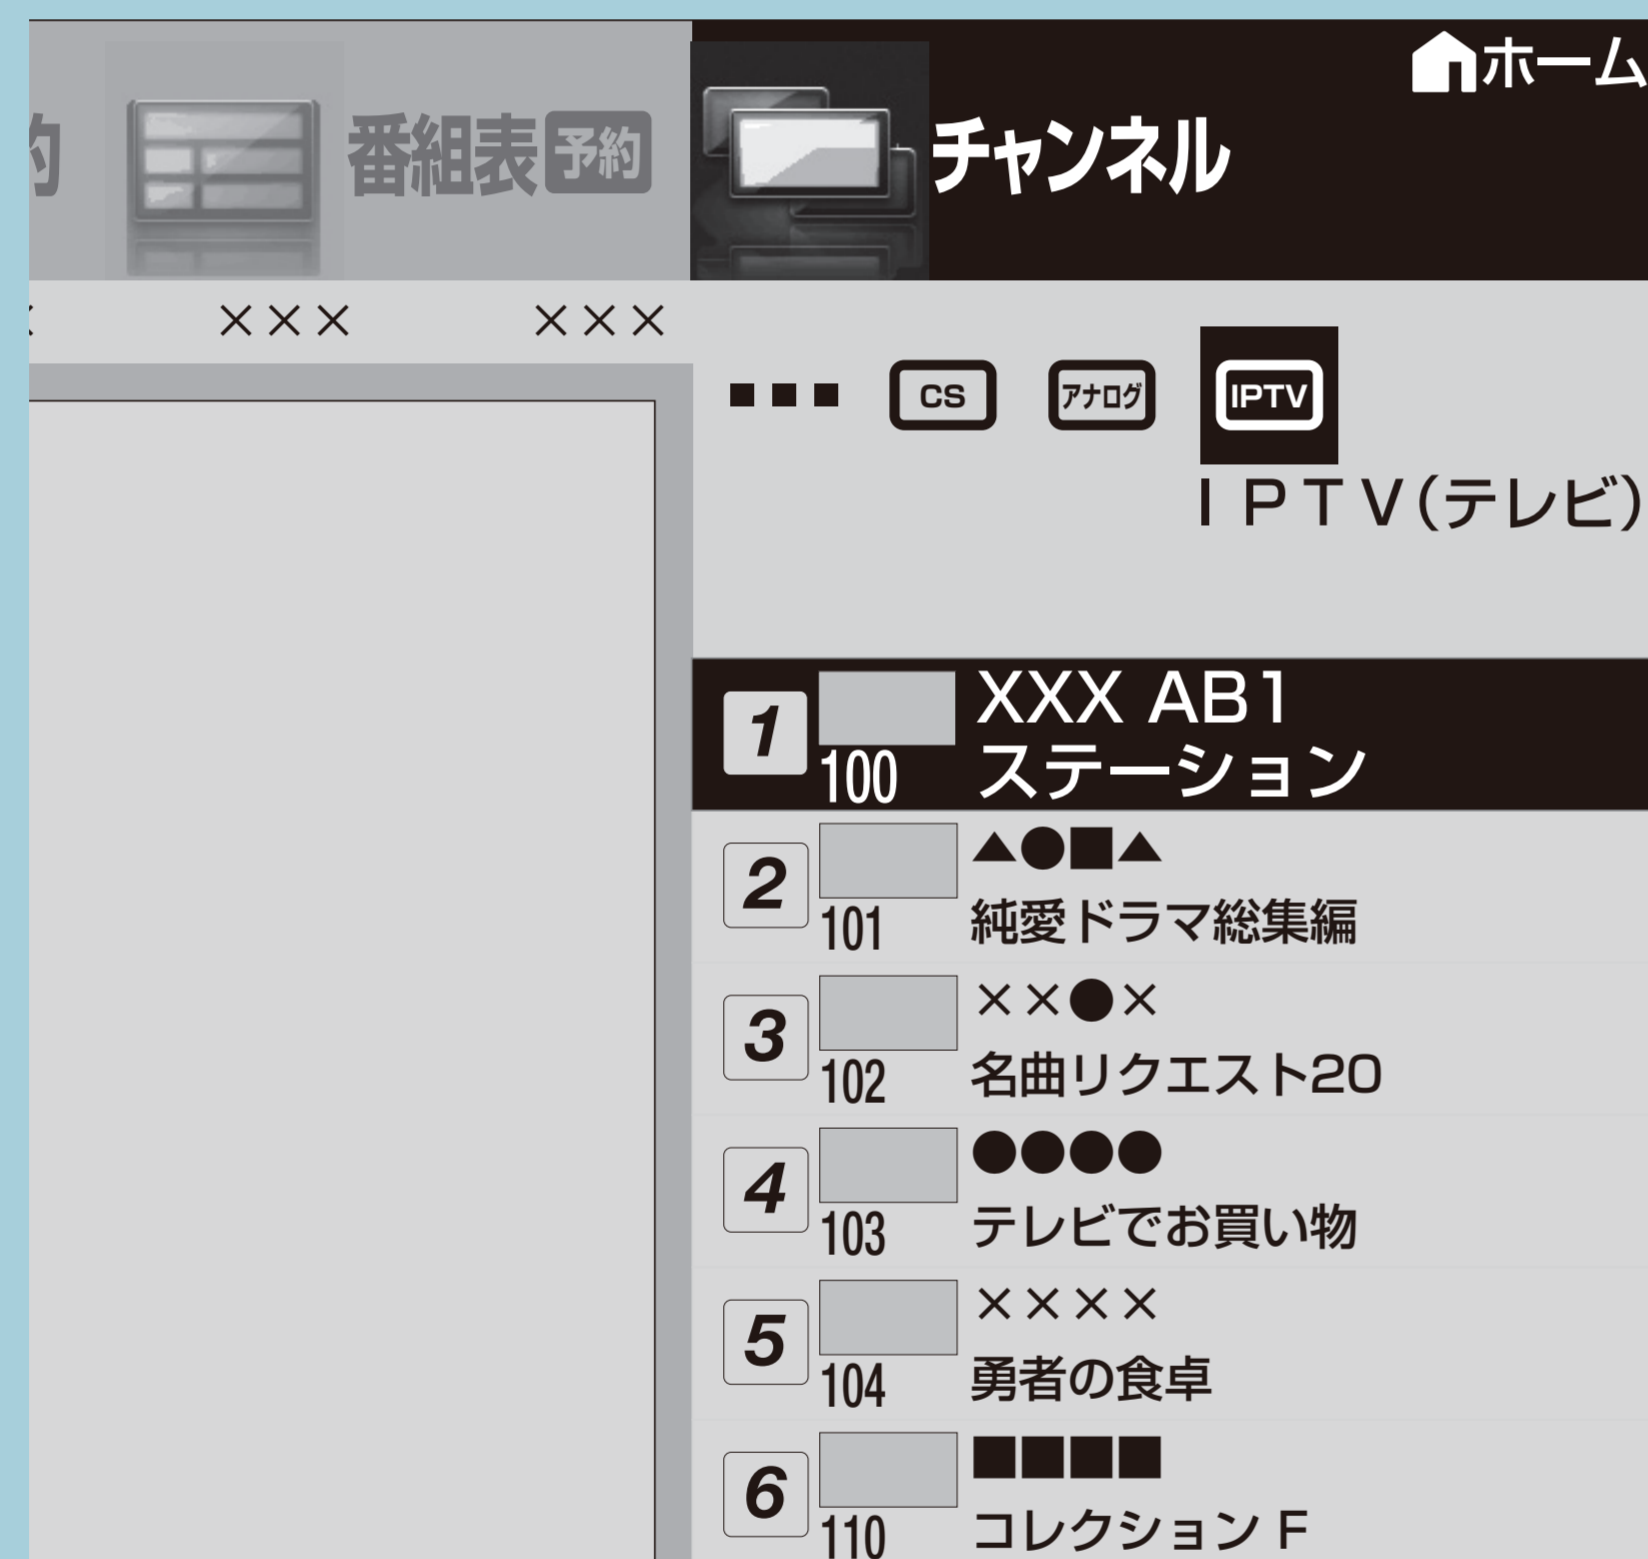 ホーム
約 番組表 予約 チャンネル
××× ×××
CS アナログ IPTV
IPTV(テレビ)
1 XXX AB1
100 ステーション
2 ▲●■▲
101 純愛ドラマ総集編
3 ××●×
102 名曲リクエスト20
4 ●●●●
103 テレビでお買い物
5 ××××
104 勇者の食卓
6 ■■■■
110 コレクション F